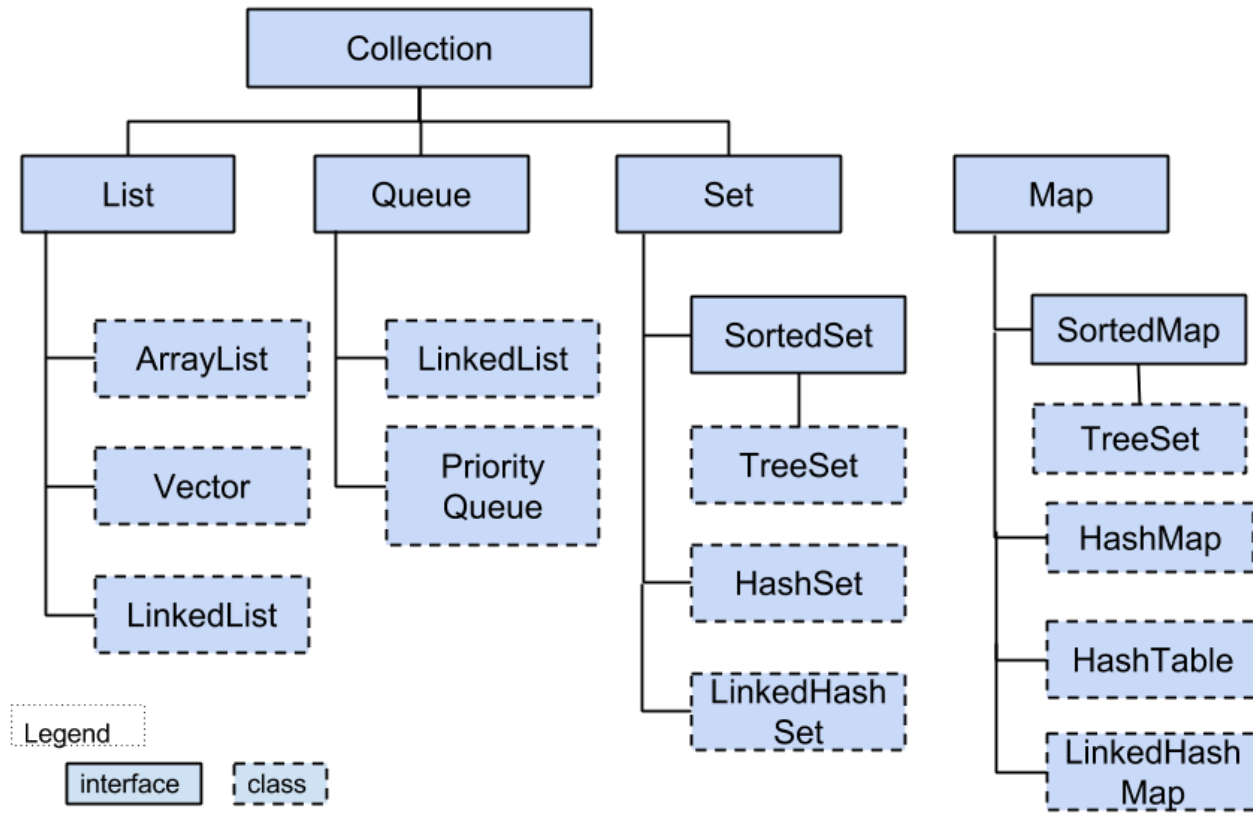 Collection
List
Queue
Set
Map
ArrayList
Vector
LinkedList
LinkedList
Priority
Queue
SortedSet
TreeSet
HashSet
LinkedHash
Set
SortedMap
TreeSet
HashMap
HashTable
LinkedHash
Map
Legend
interface
class